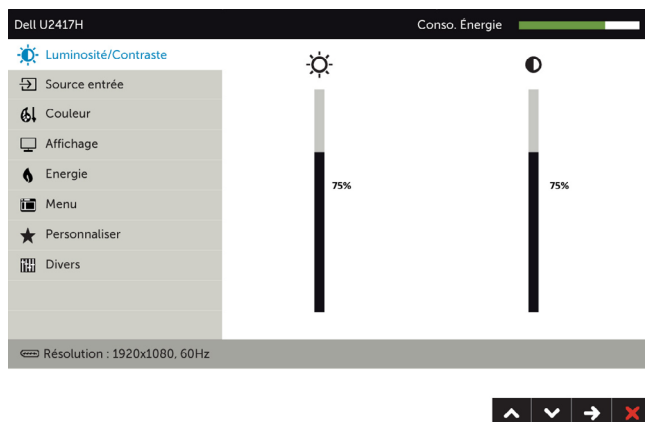 Dell U2417H
Conso. Énergie
Luminosité/Contraste
Source entrée
Couleur
Affichage
Energie
Menu
Personnaliser
Divers
75%
75%
Résolution : 1920x1080, 60Hz